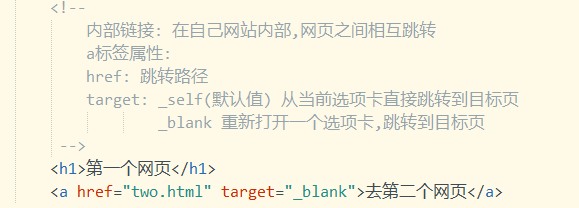 <!--
内部链接: 在自己网站内部,网页之间相互跳转
a标签属性:
href: 跳转路径
target: _self(默认值) 从当前选项卡直接跳转到目标页
_blank 重新打开一个选项卡,跳转到目标页
-->
<h1>第一个网页</h1>
<a href="two.html" target="_blank">去第二个网页</a>